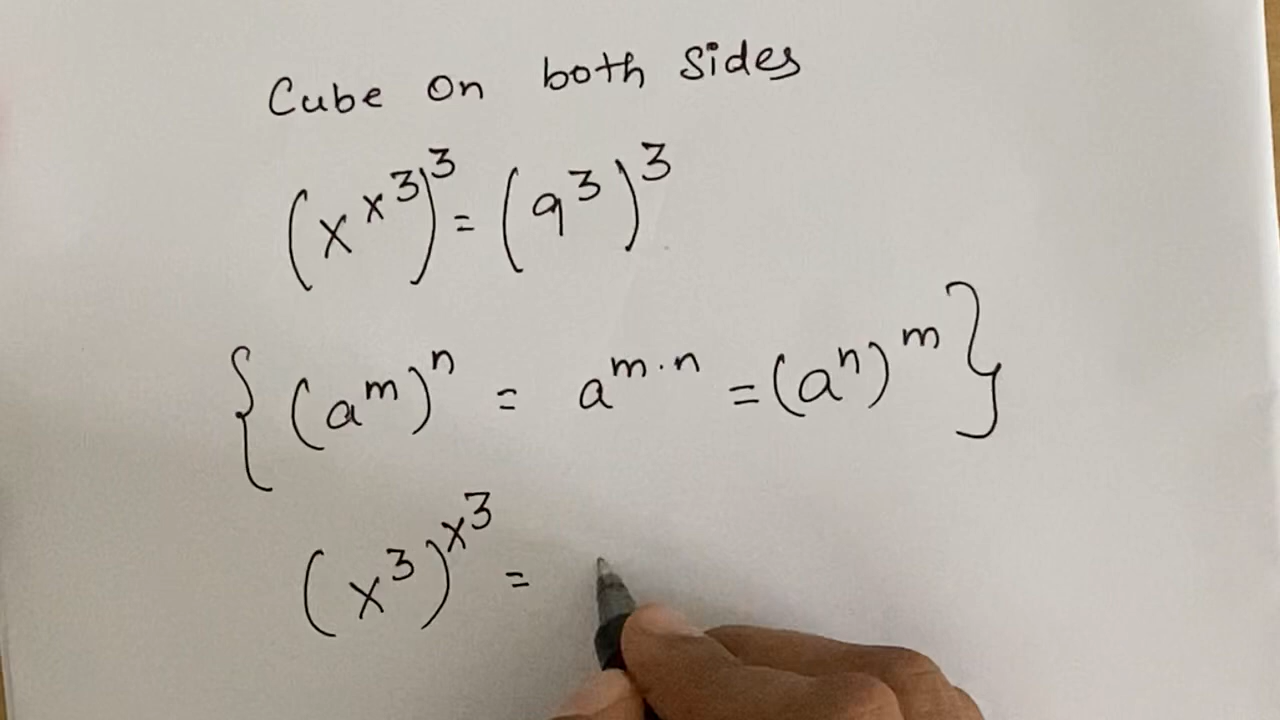 Cube on both sides
(x^{x^3})^3 = (9^3)^3
{(a^m)^n = a^{m·n} = (a^n)^m}
(x^3)^{x^3} =